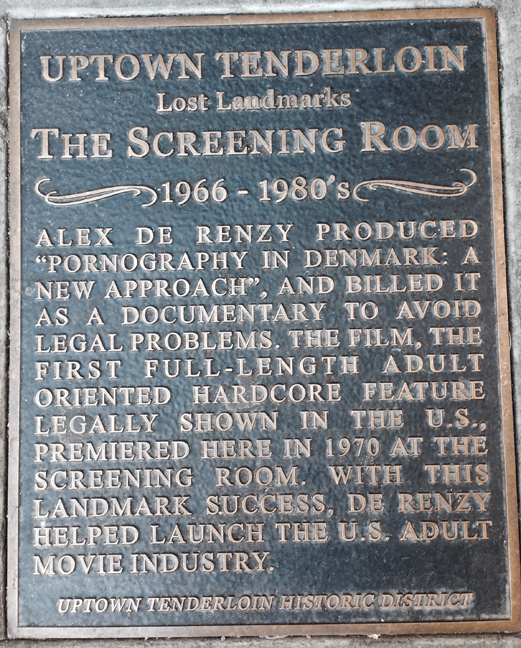 UPTOWN TENDERLOIN
Lost Landmarks
THE SCREENING ROOM
1966 - 1980's
ALEX DE RENZY PRODUCED
"PORNOGRAPHY IN DENMARK: A
NEW APPROACH", AND BILLED IT
AS A DOCUMENTARY TO AVOID
LEGAL PROBLEMS. THE FILM, THE
FIRST FULL-LENGTH ADULT
ORIENTED HARDCORE FEATURE
LEGALLY SHOWN IN THE U.S.,
PREMIERED HERE IN 1970 AT THE
SCREENING ROOM. WITH THIS
LANDMARK SUCCESS, DE RENZY
HELPED LAUNCH THE U.S. ADULT
MOVIE INDUSTRY.
UPTOWN TENDERLOIN HISTORIC DISTRICT